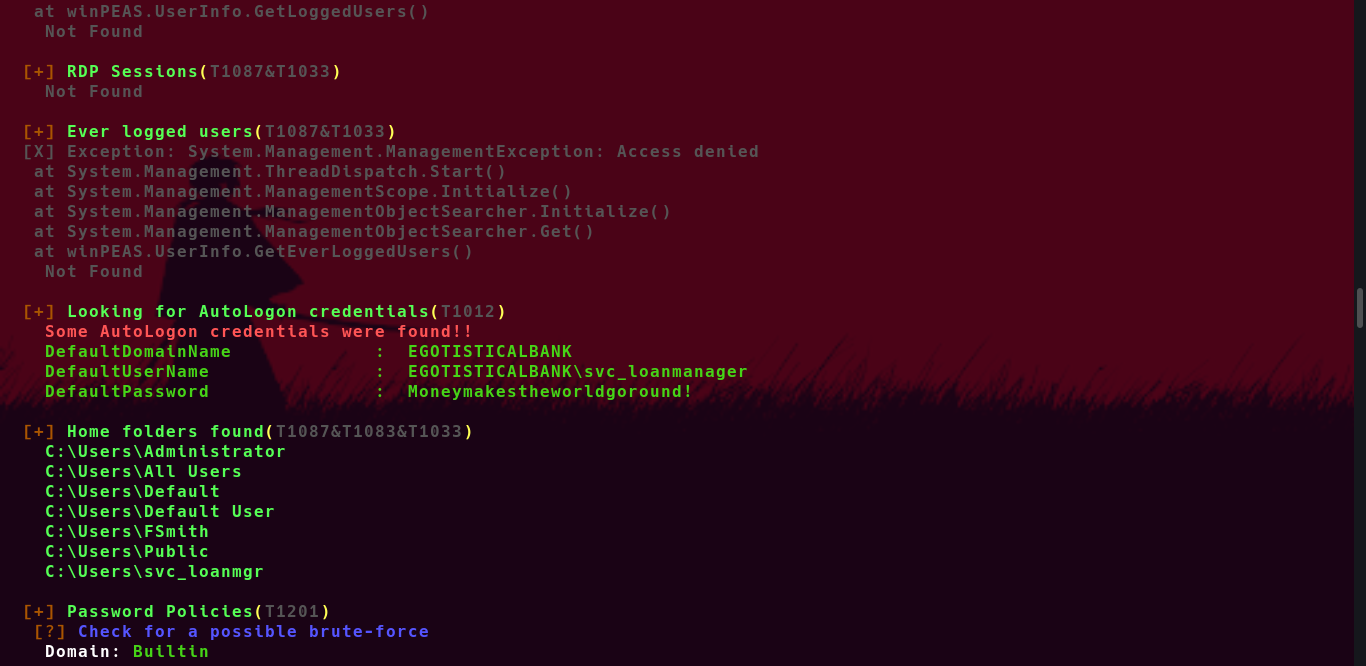 at winPEAS.UserInfo.GetLoggedUsers()
Not Found
[+] RDP Sessions(T1087&T1033)
Not Found
[+] Ever logged users(T1087&T1033)
[X] Exception: System.Management.ManagementException: Access denied
at System.Management.ThreadDispatch.Start()
at System.Management.ManagementScope.Initialize()
at System.Management.ManagementObjectSearcher.Initialize()
at System.Management.ManagementObjectSearcher.Get()
at winPEAS.UserInfo.GetEverLoggedUsers()
Not Found
[+] Looking for AutoLogon credentials(T1012)
Some AutoLogon credentials were found!!
DefaultDomainName : EGOTISTICALBANK
DefaultUserName : EGOTISTICALBANK\svc_loanmanager
DefaultPassword : Moneymakestheworldgoround!
[+] Home folders found(T1087&T1083&T1033)
C:\Users\Administrator
C:\Users\All Users
C:\Users\Default
C:\Users\Default User
C:\Users\FSmith
C:\Users\Public
C:\Users\svc_loanmgr
[+] Password Policies(T1201)
[?] Check for a possible brute-force
Domain: Builtin